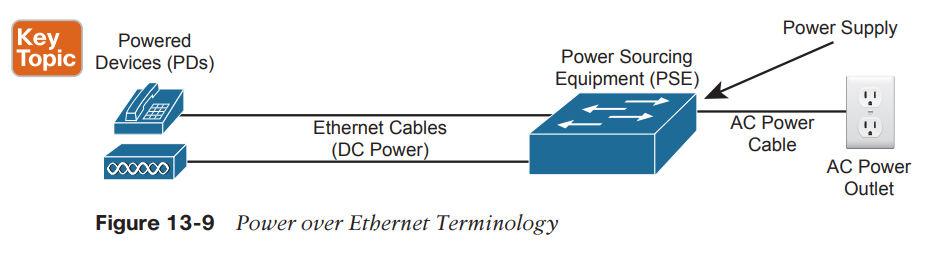 Key
Topic
Powered
Devices (PDs)
Power Sourcing
Equipment (PSE)
Power Supply
Ethernet Cables
(DC Power)
AC Power
Cable
AC Power
Outlet
Figure 13-9 Power over Ethernet Terminology